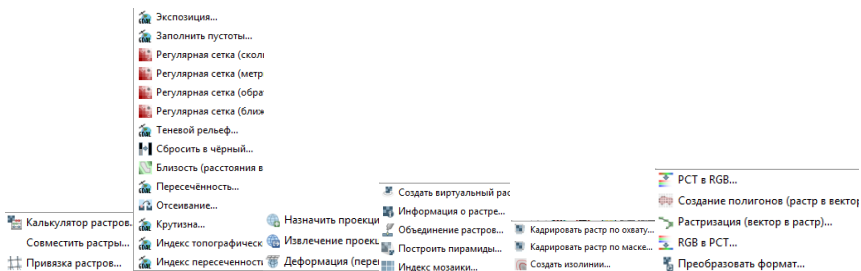 Калькулятор растров...
Совместить растры...
Привязка растров...
Экспозиция...
Заполнить пустоты...
Регулярная сетка (скол
Регулярная сетка (метр
Регулярная сетка (обра
Регулярная сетка (ближ
Теневой рельеф...
Сбросить в чёрный...
Близость (расстояния в
Пересечённость...
Отсеивание...
Крутизна...
Индекс топографическ
Индекс пересеченности
Назначить проекци
Извлечение проекц
Деформация (пере
Создать виртуальный рас
Информация о растре...
Объединение растров...
Построить пирамиды...
Индекс мозаики...
Кадрировать растр по охвату...
Кадрировать растр по маске...
Создать изолинии...
PCT в RGB...
Создание полигонов (растр в вектор
Растризация (вектор в растр)...
RGB в PCT...
Преобразовать формат...